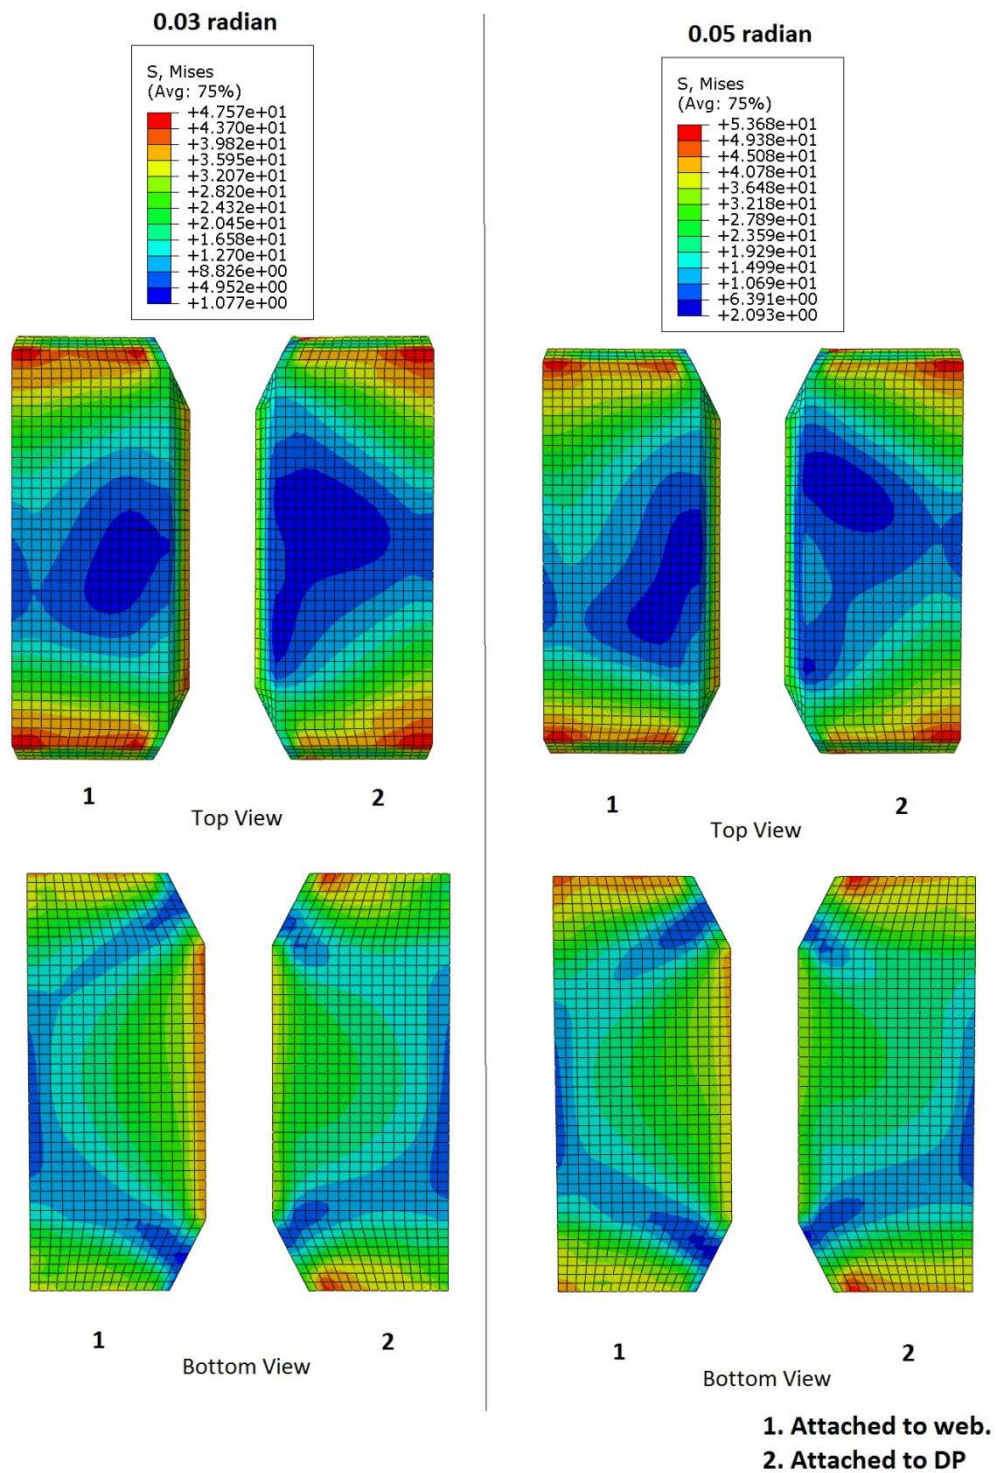 0.03 radian
S, Mises
(Avg: 75%)
+4.757e+01
+4.370e+01
+3.982e+01
+3.595e+01
+3.207e+01
+2.820e+01
+2.432e+01
+2.045e+01
+1.658e+01
+1.270e+01
+8.826e+00
+4.952e+00
+1.077e+00
0.05 radian
S, Mises
(Avg: 75%)
+5.368e+01
+4.938e+01
+4.508e+01
+4.078e+01
+3.648e+01
+3.218e+01
+2.789e+01
+2.359e+01
+1.929e+01
+1.499e+01
+1.069e+01
+6.391e+00
+2.093e+00
1
2
Top View
1
2
Top View
1
2
Bottom View
1
2
Bottom View
1. Attached to web.
2. Attached to DP